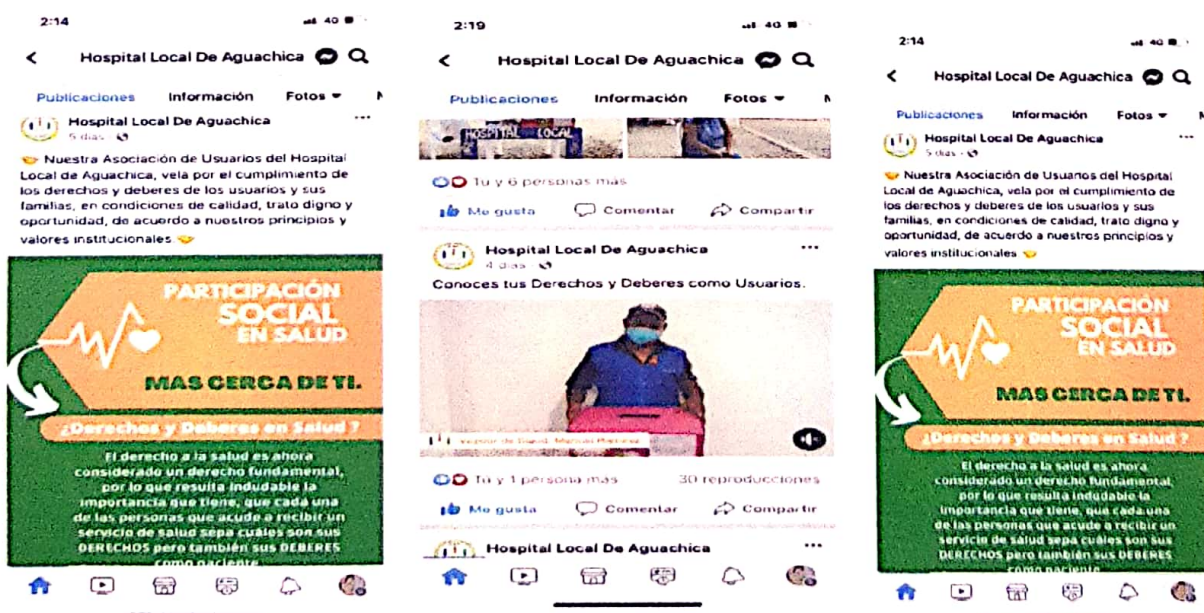 2:14
4G
Hospital Local De Aguachica
Publicaciones Información Fotos
Hospital Local De Aguachica
5 días
Nuestra Asociación de Usuarios del Hospital
Local de Aguachica, vela por el cumplimiento de
los derechos y deberes de los usuarios y sus
familias, en condiciones de calidad, trato digno y
oportunidad, de acuerdo a nuestros principios y
valores institucionales
PARTICIPACIÓN
SOCIAL
EN SALUD
MAS CERCA DE TI.
¿Derechos y Deberes en Salud ?
El derecho a la salud es ahora
considerado un derecho fundamental,
por lo que resulta indudable la
importancia que tiene, que cada una
de las personas que acude a recibir un
servicio de salud sepa cuáles son sus
DERECHOS pero también sus DEBERES
como paciente
2:19
4G
Hospital Local De Aguachica
Publicaciones Información Fotos
HOSPITAL LOCAL
Tú y 6 personas más
Me gusta Comentar Compartir
Hospital Local De Aguachica
4 días
Conoces tus Derechos y Deberes como Usuarios.
Tú y 1 persona más 30 reproducciones
Me gusta Comentar Compartir
Hospital Local De Aguachica
2:14
4G
Hospital Local De Aguachica
Publicaciones Información Fotos
Hospital Local De Aguachica
5 días
Nuestra Asociación de Usuarios del Hospital
Local de Aguachica, vela por el cumplimiento de
los derechos y deberes de los usuarios y sus
familias, en condiciones de calidad, trato digno y
oportunidad, de acuerdo a nuestros principios y
valores institucionales
PARTICIPACIÓN
SOCIAL
EN SALUD
MAS CERCA DE TI.
¿Derechos y Deberes en Salud ?
El derecho a la salud es ahora
considerado un derecho fundamental,
por lo que resulta indudable la
importancia que tiene, que cada una
de las personas que acude a recibir un
servicio de salud sepa cuáles son sus
DERECHOS pero también sus DEBERES
como paciente